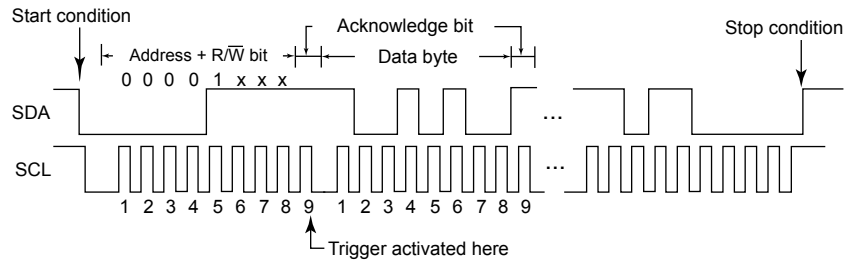 Start condition
Acknowledge bit
Stop condition
Address + R/W̅ bit
Data byte
0 0 0 0 1 x x x
SDA
...
SCL
...
1 2 3 4 5 6 7 8 9 1 2 3 4 5 6 7 8 9
Trigger activated here